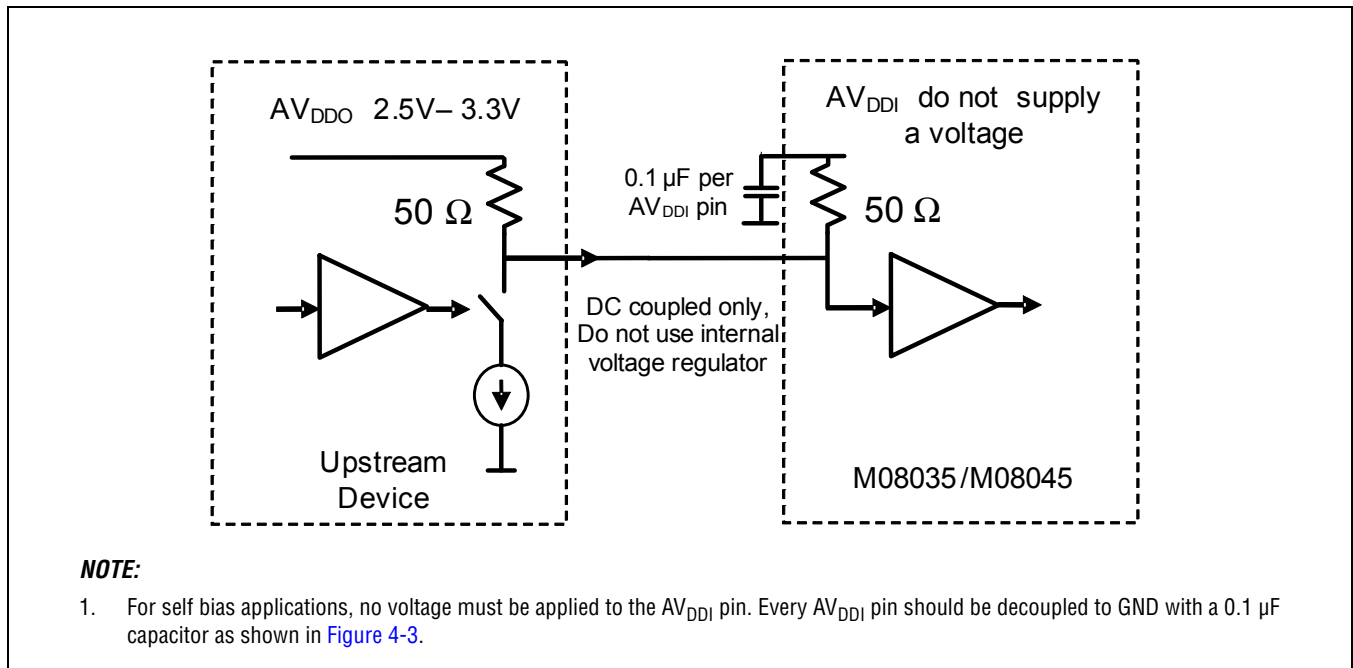 AVDDO 2.5V– 3.3V
50 Ω
Upstream
Device
0.1 µF per
AVDDI pin
DC coupled only,
Do not use internal
voltage regulator
AVDDI do not supply
a voltage
50 Ω
M08035/M08045
NOTE:
1. For self bias applications, no voltage must be applied to the AVDDI pin. Every AVDDI pin should be decoupled to GND with a 0.1 µF
capacitor as shown in Figure 4-3.